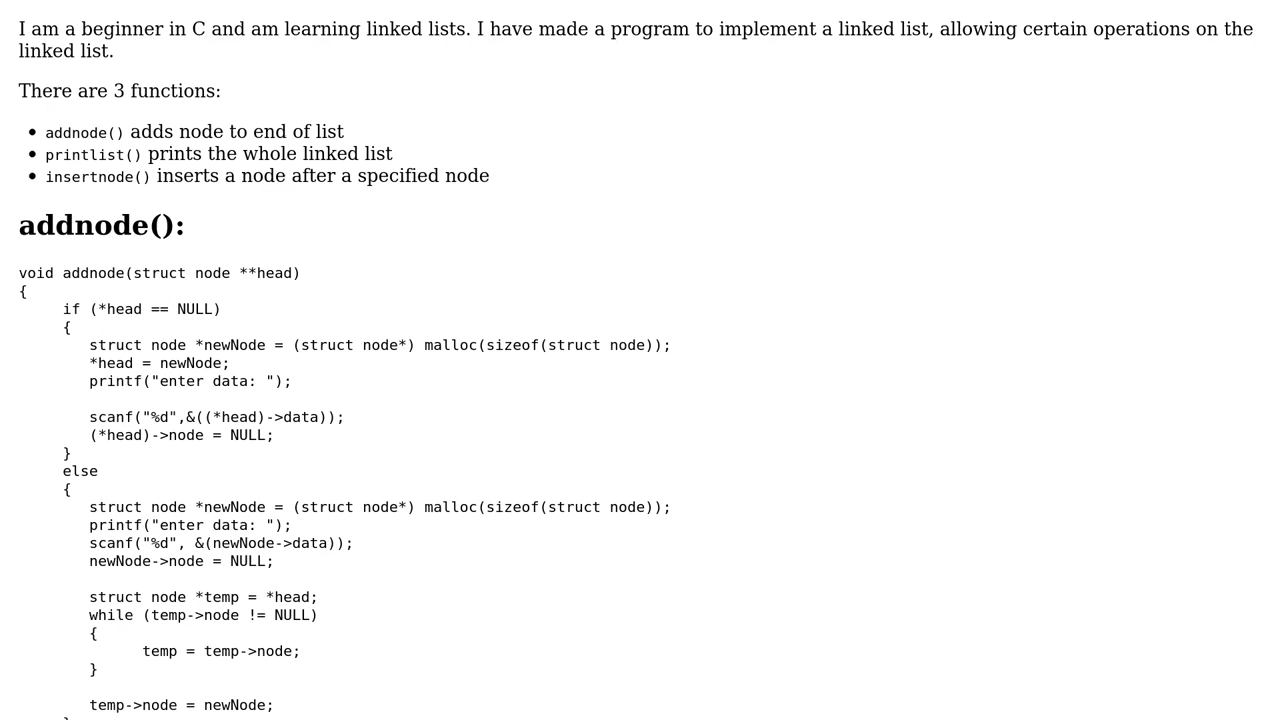 I am a beginner in C and am learning linked lists. I have made a program to implement a linked list, allowing certain operations on the
linked list.
There are 3 functions:
• addnode() adds node to end of list
• printlist() prints the whole linked list
• insertnode() inserts a node after a specified node
addnode():
void addnode(struct node **head)
{
     if (*head == NULL)
     {
        struct node *newNode = (struct node*) malloc(sizeof(struct node));
        *head = newNode;
        printf("enter data: ");
        scanf("%d",&((*head)->data));
        (*head)->node = NULL;
     }
     else
     {
        struct node *newNode = (struct node*) malloc(sizeof(struct node));
        printf("enter data: ");
        scanf("%d", &(newNode->data));
        newNode->node = NULL;
        struct node *temp = *head;
        while (temp->node != NULL)
        {
              temp = temp->node;
        }
        temp->node = newNode;